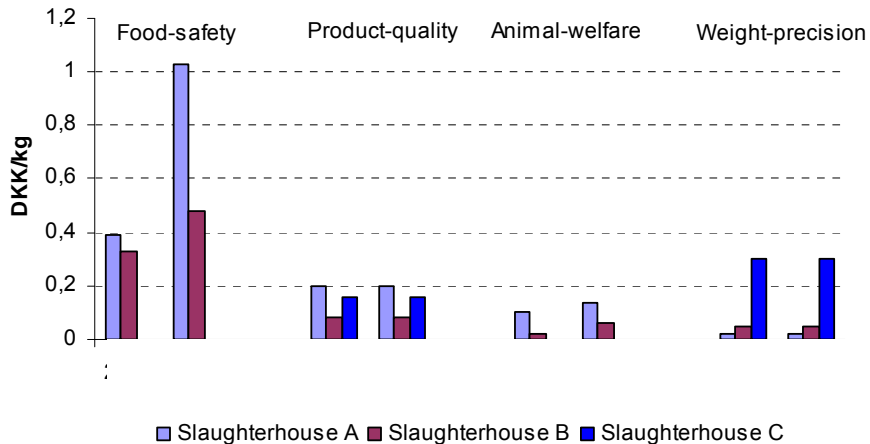 1,2
Food-safety Product-quality Animal-welfare Weight-precision
1
0,8
0,6
0,4
0,2
0
DKK/kg
Slaughterhouse A Slaughterhouse B Slaughterhouse C